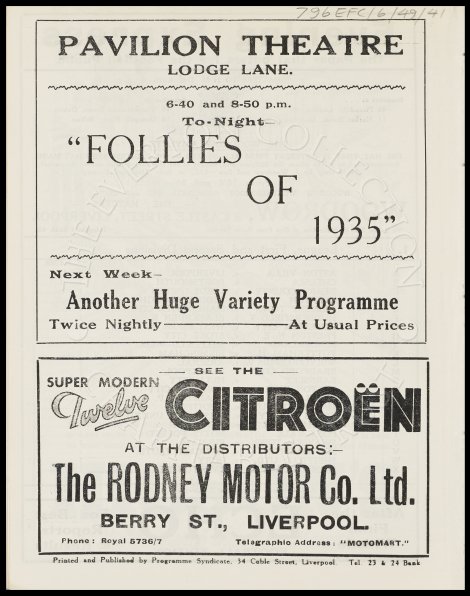 796EFC/6/49/41
PAVILION THEATRE
LODGE LANE.
6-40 and 8-50 p.m.
To-Night—
"FOLLIES
OF
1935"
Next Week—
Another Huge Variety Programme
Twice Nightly————At Usual Prices
— SEE THE —
SUPER MODERN
Twelve CITROËN
AT THE DISTRIBUTORS:—
The RODNEY MOTOR Co. Ltd.
BERRY ST., LIVERPOOL.
Phone: Royal 5736/7 Telegraphic Address: "MOTOMART."
Printed and Published by Programme Syndicate, 34 Cable Street, Liverpool. Tel. 23 & 24 Bank
THE EVERTON COLLECTION